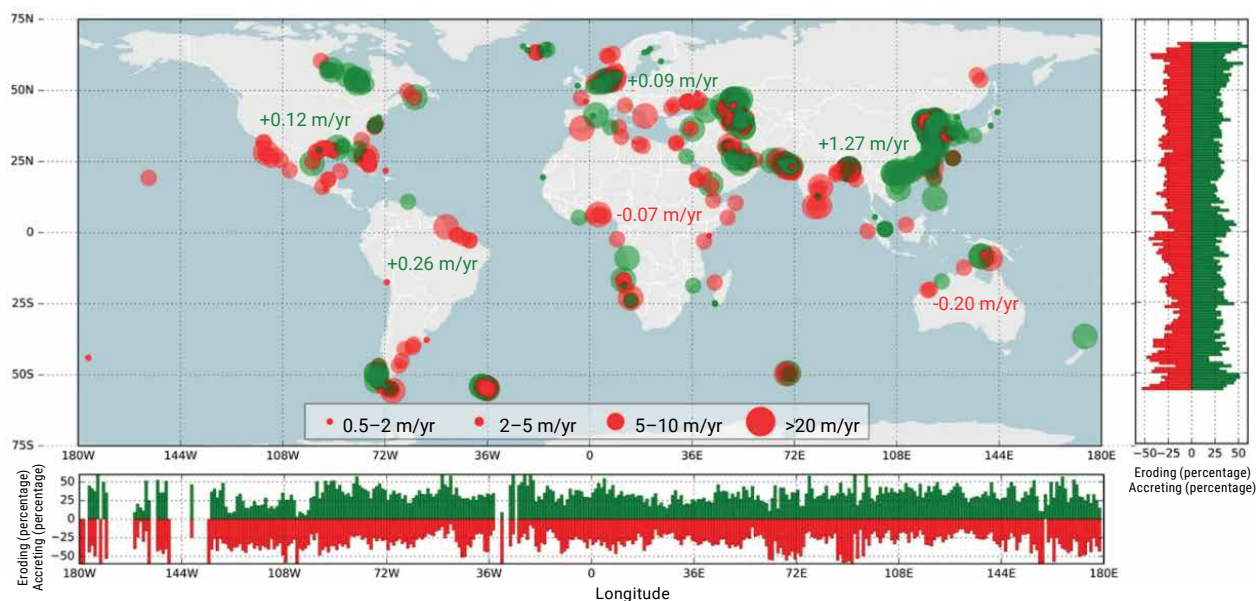 75N
50N
25N
0
25S
50S
75S
+0.12 m/yr
+0.09 m/yr
+1.27 m/yr
-0.07 m/yr
+0.26 m/yr
-0.20 m/yr
0.5–2 m/yr
2–5 m/yr
5–10 m/yr
>20 m/yr
180W 144W 108W 72W 36W 0 36E 72E 108E 144E 180E
−50 −25 0 25 50
Eroding (percentage)
Accreting (percentage)
Eroding (percentage)
Accreting (percentage)
50
25
0
−25
−50
180W 144W 108W 72W 36W 0 36E 72E 108E 144E 180E
Longitude